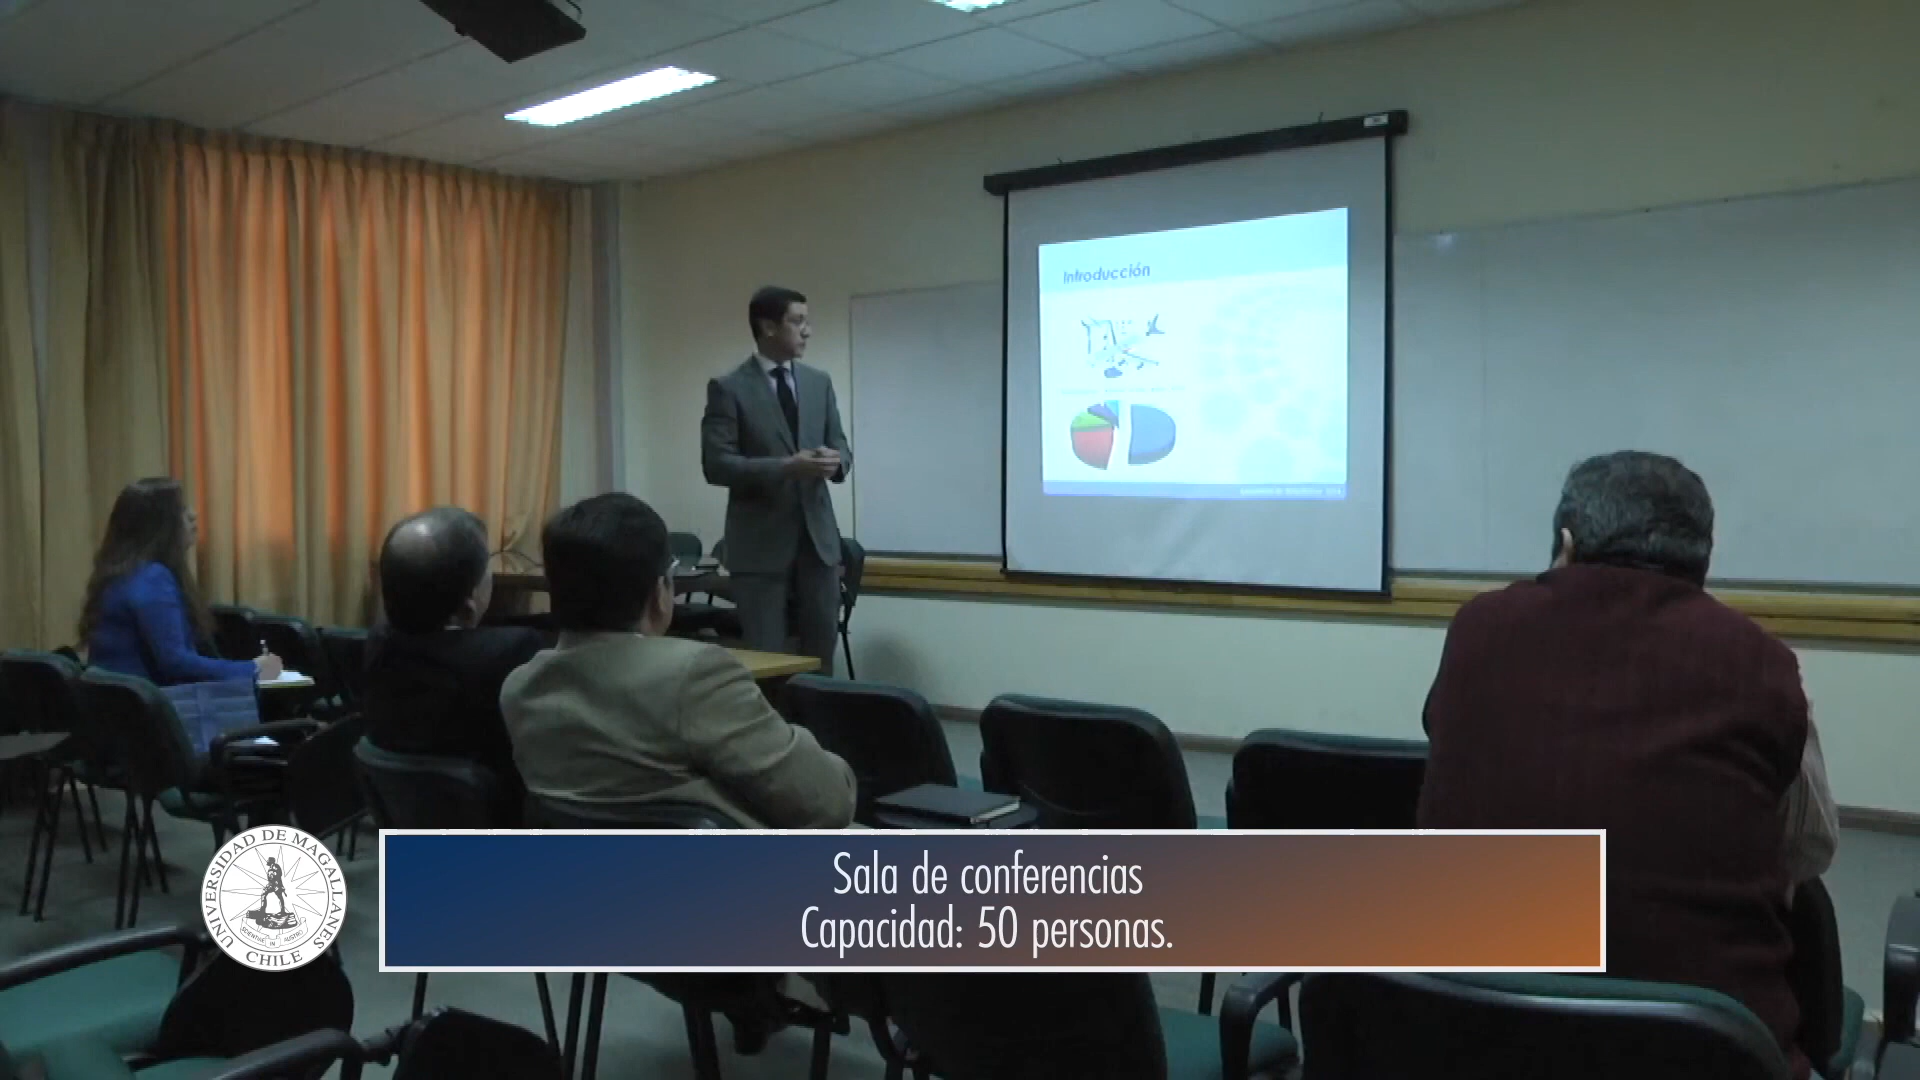 Introducción
UNIVERSIDAD DE MAGALLANES
CHILE
Sala de conferencias
Capacidad: 50 personas.